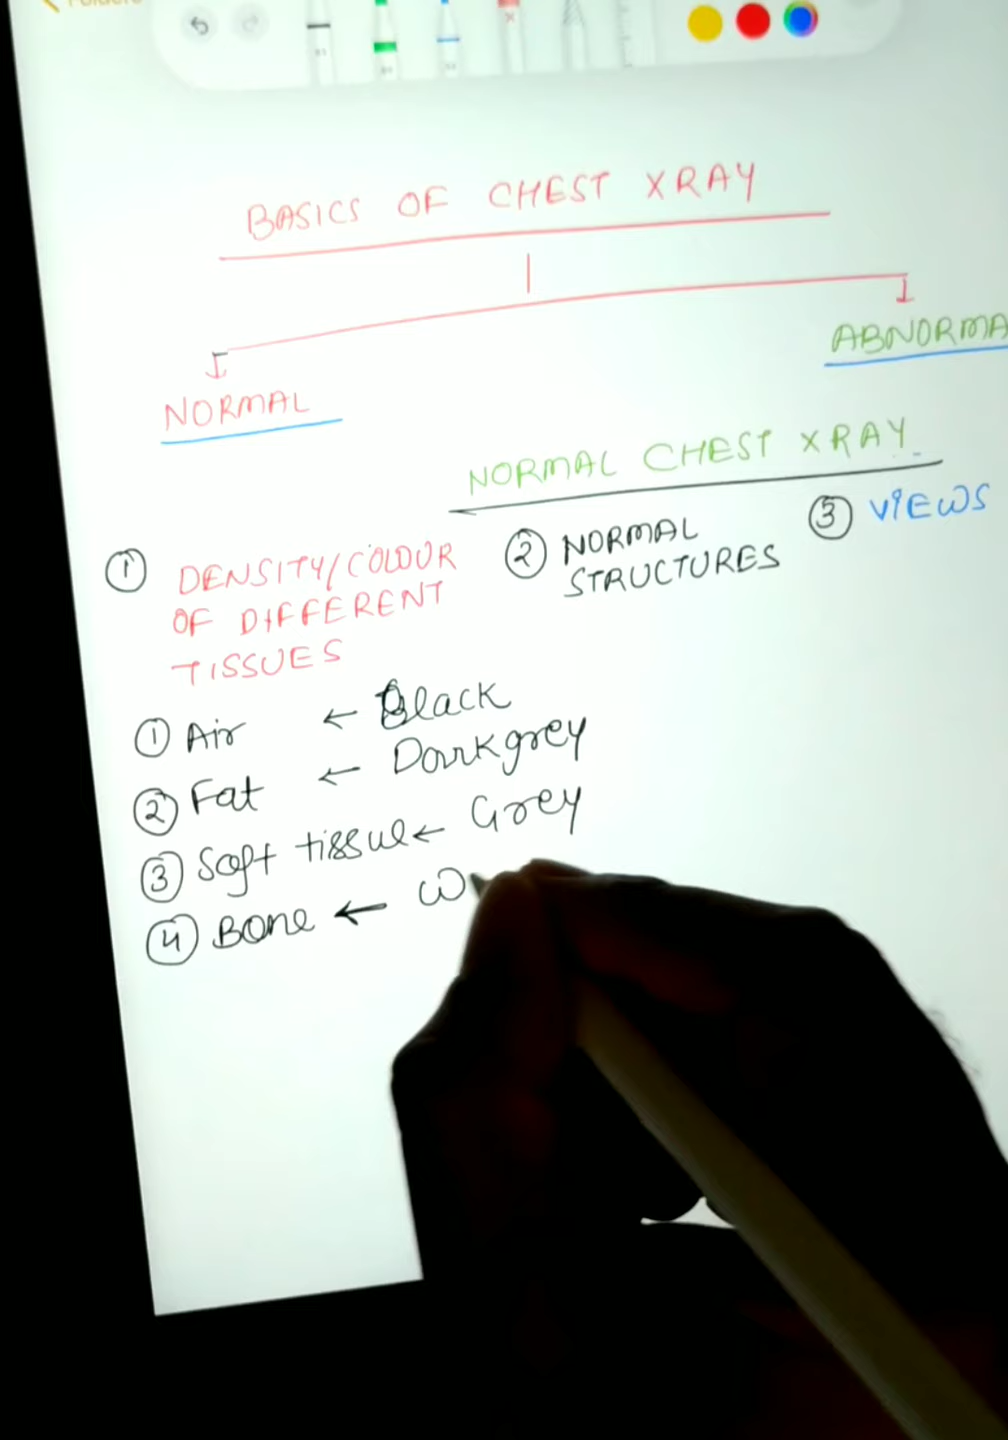 BASICS OF CHEST XRAY
NORMAL
ABNORMA
NORMAL CHEST XRAY
① DENSITY/COLOUR
OF DIFFERENT
TISSUES
② NORMAL
STRUCTURES
③ VIEWS
① Air ← Black
② Fat ← Darkgrey
③ Soft tissue ← Grey
④ Bone ← W